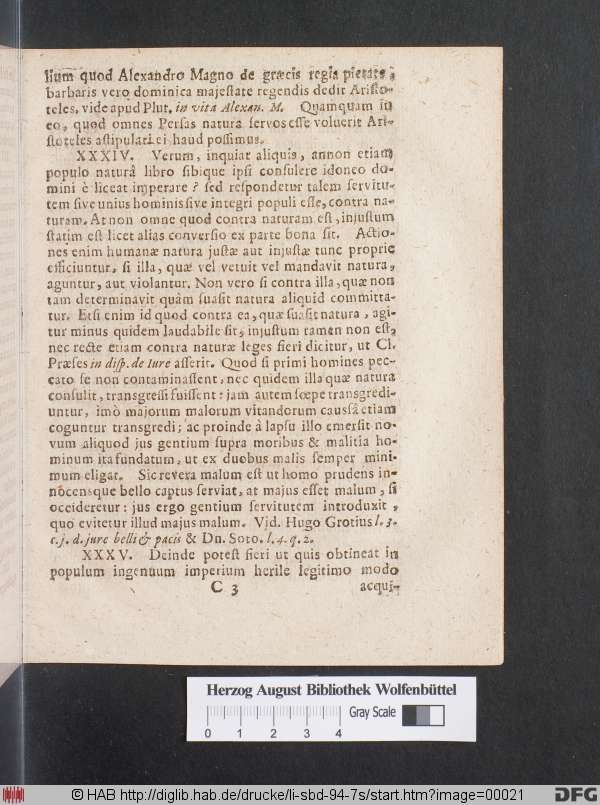 lium quod Alexandro Magno de græcis regia pietate,
barbaris vero dominica majestate regendis dedit Aristo-
teles, vide apud Plut. in vita Alexan. M. Quamquam in
eo, quod omnes Persas natura servos esse voluerit Ari-
stoteles astipulari ei haud possimus.
XXXIV. Verum, inquiat aliquis, annon etiam
populo naturâ libro sibique ipsi consulere idoneo do-
mini è liceat imperare? sed respondetur talem servitu-
tem sive unius hominis sive integri populi esse, contra na-
turam. At non omne quod contra naturam est, injustum
statim est licet alias conversio ex parte bona sit. Actio-
nes enim humanæ natura justæ aut injustæ tunc proprie
efficiuntur, si illa, quæ vel vetuit vel mandavit natura,
aguntur, aut violantur. Non vero si contra illa, quæ non
tam determinavit quàm suasit natura aliquid committa-
tur. Etsi enim id quod contra ea, quæ suasit natura, agi-
tur minus quidem laudabile sit, injustum tamen non est,
nec recte etiam contra naturæ leges fieri dicitur, ut Cl.
Præses in disp. de Iure asserit. Quod si primi homines pec-
cato se non contaminassent, nec quidem illa quæ natura
consulit, transgressi fuissent: jam autem sœpe transgredi-
untur, imò majorum malorum vitandorum caussâ etiam
coguntur transgredi; ac proinde à lapsu illo emersit no-
vum aliquod jus gentium supra moribus & malitia ho-
minum ita fundatum, ut ex duobus malis semper mini-
mum eligat. Sic revera malum est ut homo prudens in-
nocensque bello captus serviat, at majus esset malum, si
occideretur: jus ergo gentium servitutem introduxit,
quo evitetur illud majus malum. Vjd. Hugo Grotius l. 3.
c. j. d. jure belli & pacis & Dn. Soto. l. 4. q. 2.
XXXV. Deinde potest fieri ut quis obtineat in
populum ingenuum imperium herile legitimo modo
C 3 acqui-
Herzog August Bibliothek Wolfenbüttel
Gray Scale
0 1 2 3 4
© HAB http://diglib.hab.de/drucke/li-sbd-94-7s/start.htm?image=00021
DFG